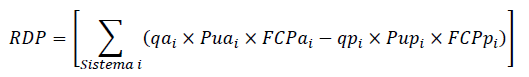 RDP = [∑ Sistema i (qa_i × Pua_i × FCPa_i − qp_i × Pup_i × FCPp_i)]